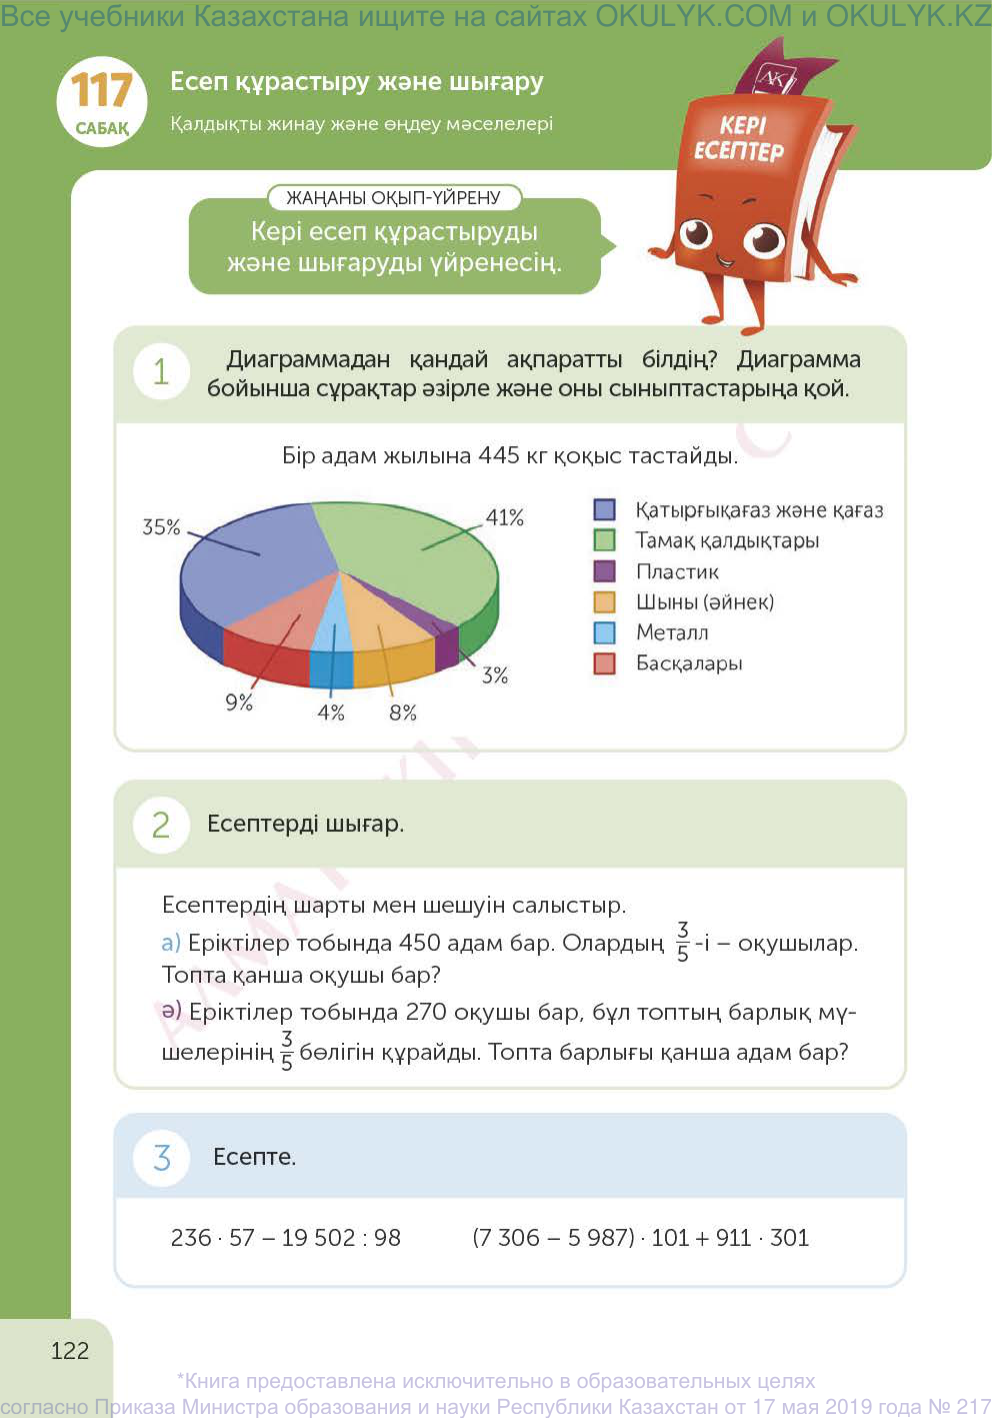 Все учебники Казахстана ищите на сайтах OKULYK.COM и OKULYK.KZ
117
САБАҚ
Есеп құрастыру және шығару
Қалдықты жинау және өңдеу мәселелері
АК
КЕРІ
ЕСЕПТЕР
ЖАҢАНЫ ОҚЫП-ҮЙРЕНУ
Кері есеп құрастыруды
және шығаруды үйренесің.
1
Диаграммадан қандай ақпаратты білдің? Диаграмма
бойынша сұрақтар әзірле және оны сыныптастарыңа қой.
Бір адам жылына 445 кг қоқыс тастайды.
35%
41%
3%
9%
4%
8%
Қатырғықағаз және қағаз
Тамақ қалдықтары
Пластик
Шыны (әйнек)
Металл
Басқалары
2
Есептерді шығар.
Есептердің шарты мен шешуін салыстыр.
а) Еріктілер тобында 450 адам бар. Олардың 3/5-і – оқушылар.
Топта қанша оқушы бар?
ә) Еріктілер тобында 270 оқушы бар, бұл топтың барлық мү-
шелерінің 3/5 бөлігін құрайды. Топта барлығы қанша адам бар?
3
Есепте.
236 · 57 – 19 502 : 98
(7 306 – 5 987) · 101 + 911 · 301
122
*Книга предоставлена исключительно в образовательных целях
согласно Приказа Министра образования и науки Республики Казахстан от 17 мая 2019 года № 217